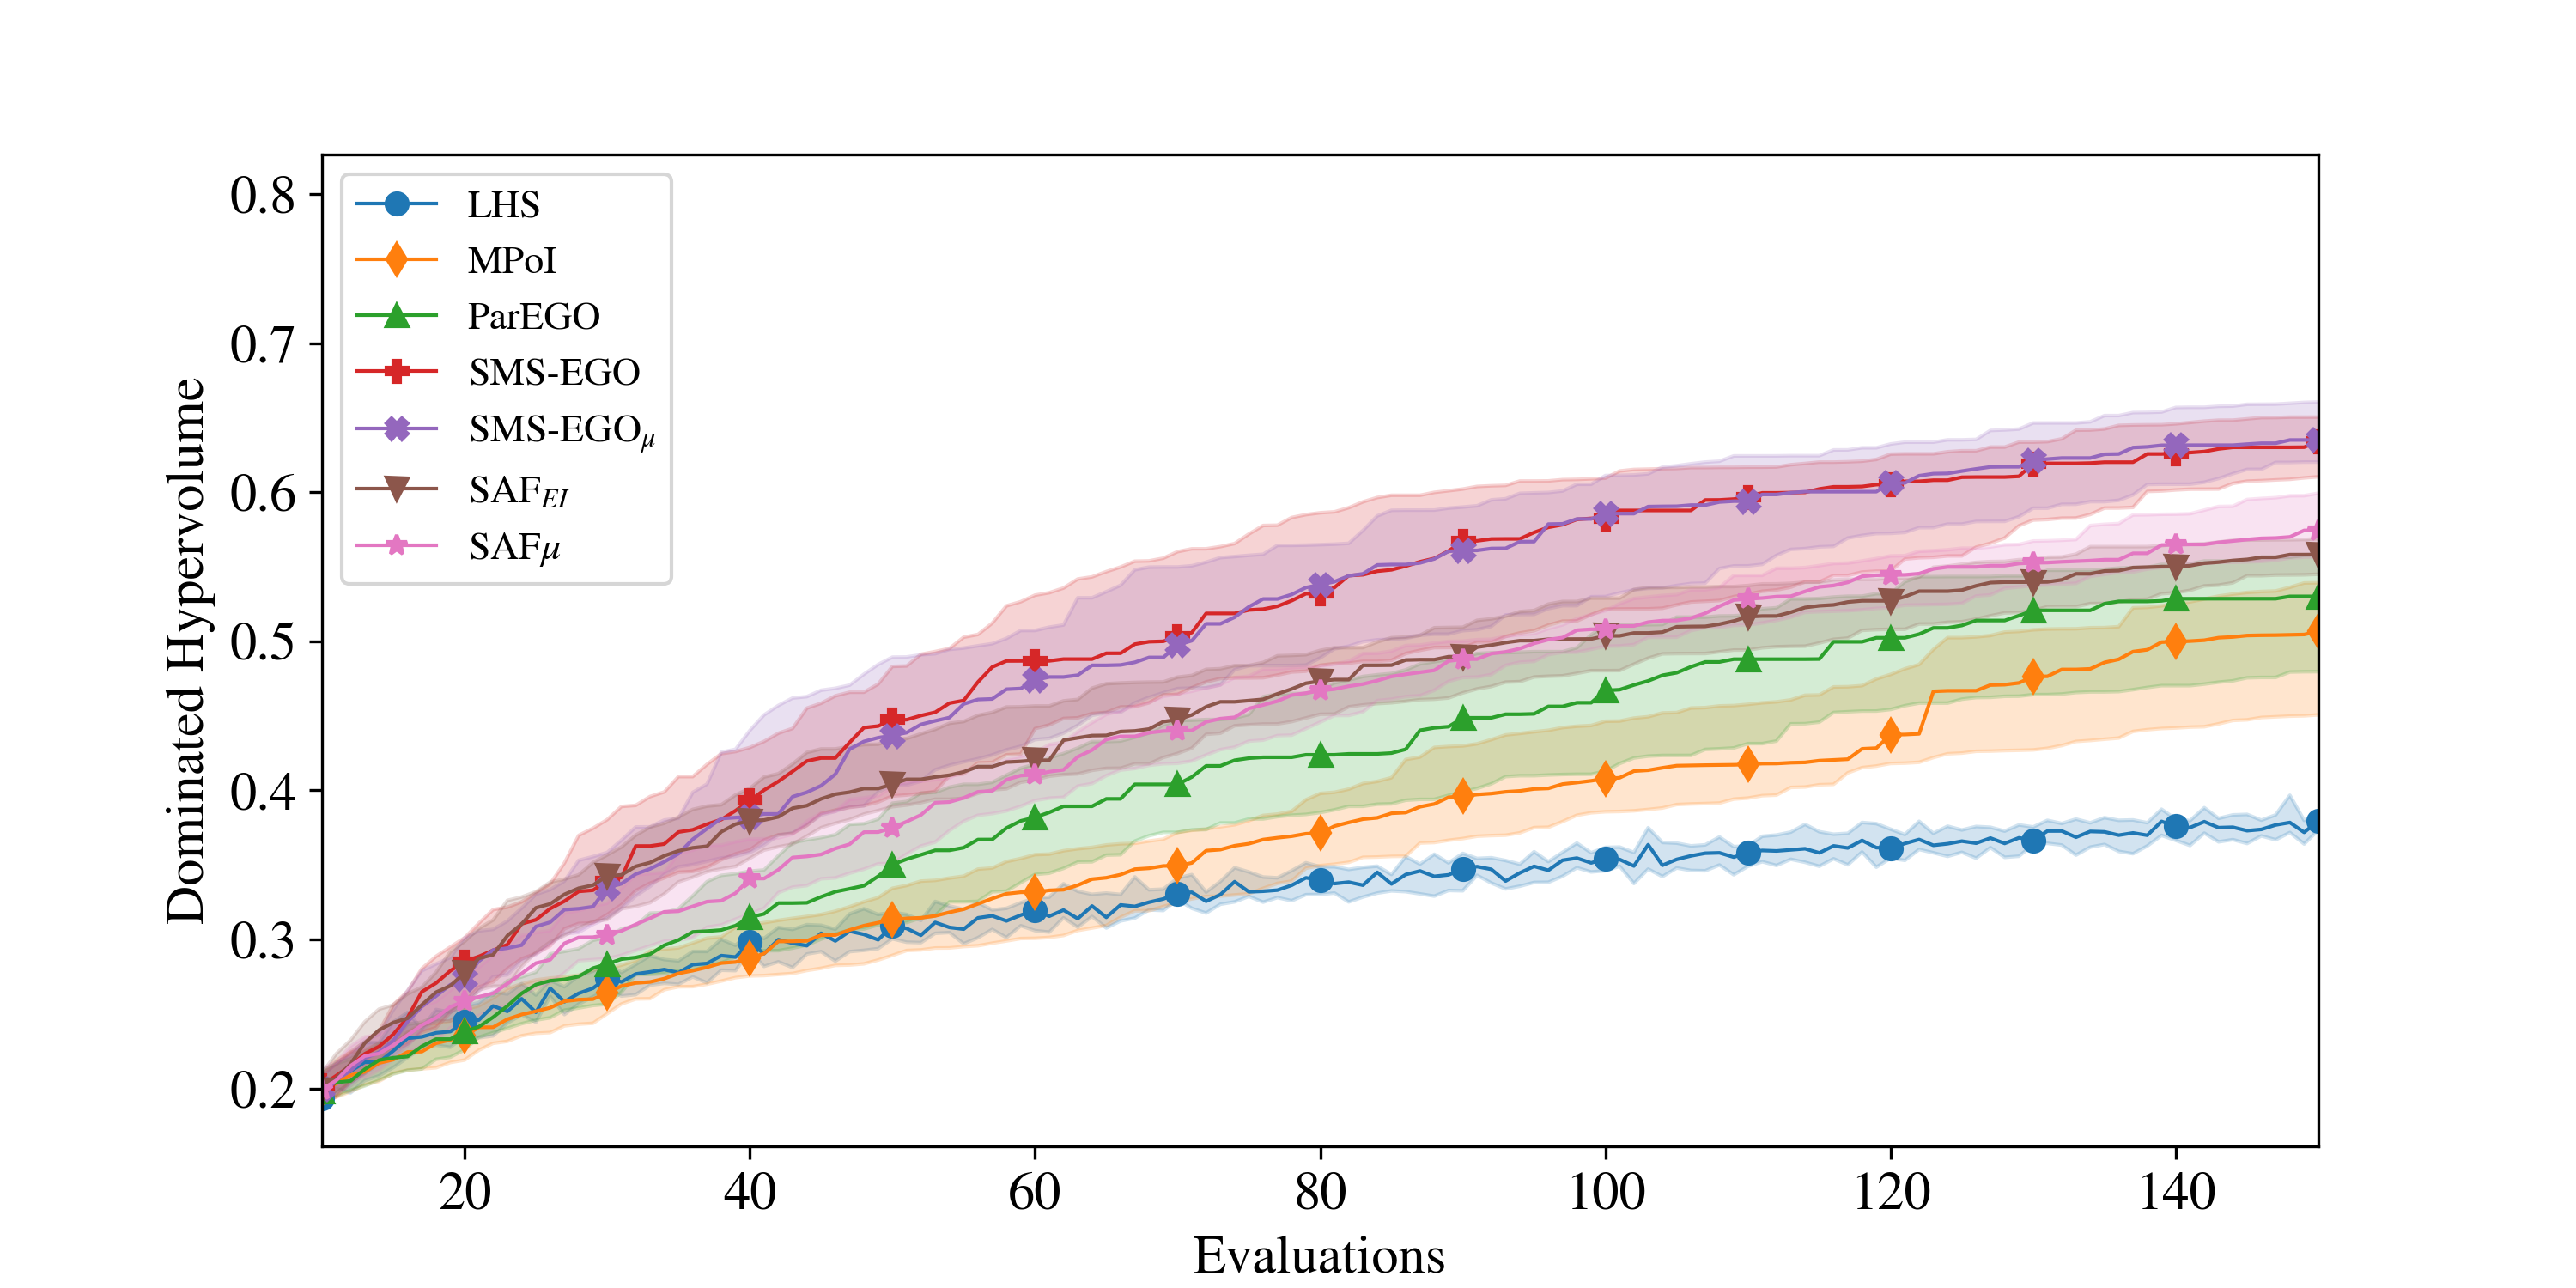 0.8
0.7
0.6
0.5
0.4
0.3
0.2
Dominated Hypervolume
LHS
MPoI
ParEGO
SMS-EGO
SMS-EGOμ
SAFEI
SAFμ
20 40 60 80 100 120 140
Evaluations